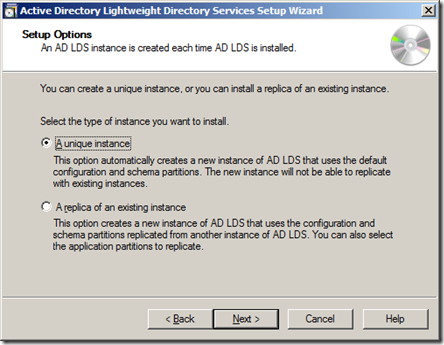 Active Directory Lightweight Directory Services Setup Wizard
Setup Options
An AD LDS instance is created each time AD LDS is installed.
You can create a unique instance, or you can install a replica of an existing instance.
Select the type of instance you want to install.
A unique instance
This option automatically creates a new instance of AD LDS that uses the default
configuration and schema partitions. The new instance will not be able to replicate
with existing instances.
A replica of an existing instance
This option creates a new instance of AD LDS that uses the configuration and
schema partitions replicated from another instance of AD LDS. You can also select
the application partitions to replicate.
< Back Next > Cancel Help